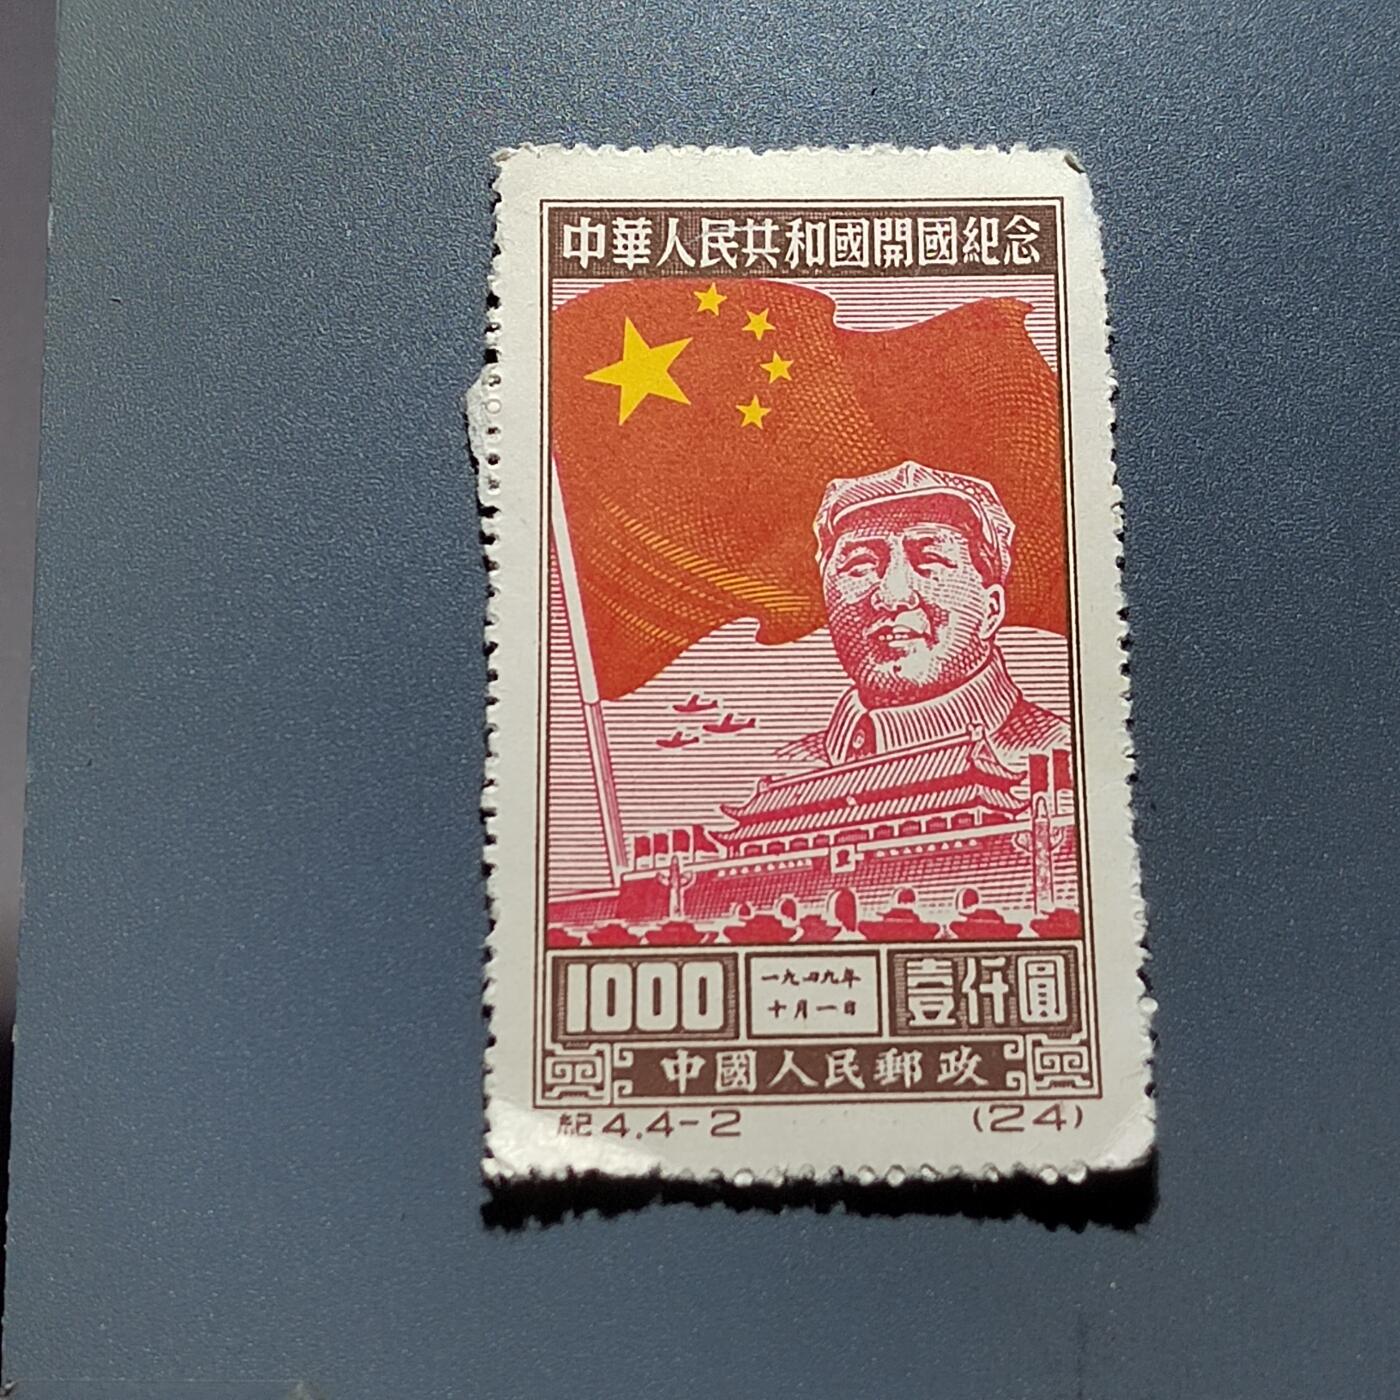 中華人民共和國開國紀念
1000
一九四九年
十月一日
壹仟圓
中國人民郵政
紀4.4-2
(24)